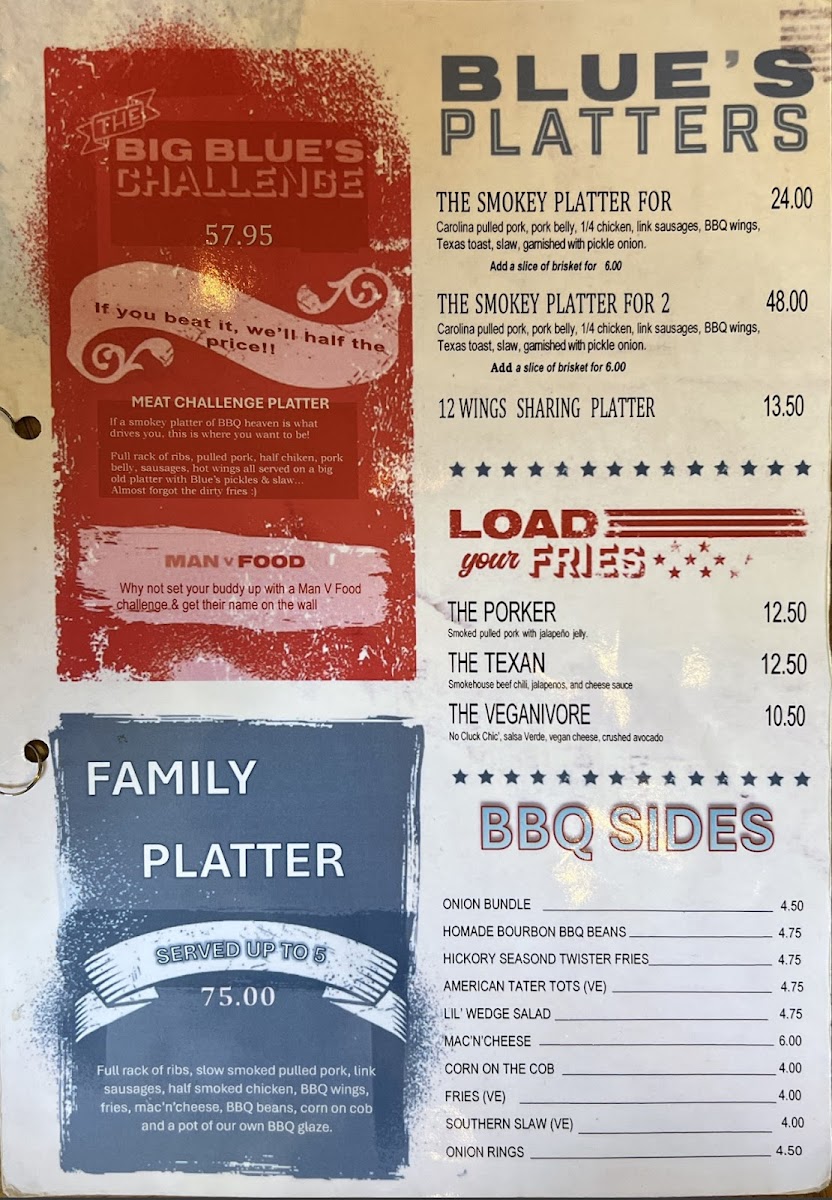 THE
BIG BLUE'S
CHALLENGE
57.95
If you beat it, we'll half the
price!!
MEAT CHALLENGE PLATTER
If a smokey platter of BBQ heaven is what
drives you, this is where you want to be!
Full rack of ribs, pulled pork, half chiken, pork
belly, sausages, hot wings all served on a big
old platter with Blue's pickles & slaw...
Almost forgot the dirty fries :)
MAN V FOOD
Why not set your buddy up with a Man V Food
challenge & get their name on the wall
FAMILY
PLATTER
SERVED UP TO 5
75.00
Full rack of ribs, slow smoked pulled pork, link
sausages, half smoked chicken, BBQ wings,
fries, mac'n'cheese, BBQ beans, corn on cob
and a pot of our own BBQ glaze.
BLUE'S
PLATTERS
THE SMOKEY PLATTER FOR 24.00
Carolina pulled pork, pork belly, 1/4 chicken, link sausages, BBQ wings,
Texas toast, slaw, garnished with pickle onion.
Add a slice of brisket for 6.00
THE SMOKEY PLATTER FOR 2 48.00
Carolina pulled pork, pork belly, 1/4 chicken, link sausages, BBQ wings,
Texas toast, slaw, garnished with pickle onion.
Add a slice of brisket for 6.00
12 WINGS SHARING PLATTER 13.50
LOAD
your FRIES
THE PORKER 12.50
Smoked pulled pork with jalapeño jelly.
THE TEXAN 12.50
Smokehouse beef chili, jalapenos, and cheese sauce
THE VEGANIVORE 10.50
No Cluck Chic', salsa Verde, vegan cheese, crushed avocado
BBQ SIDES
ONION BUNDLE 4.50
HOMADE BOURBON BBQ BEANS 4.75
HICKORY SEASOND TWISTER FRIES 4.75
AMERICAN TATER TOTS (VE) 4.75
LIL' WEDGE SALAD 4.75
MAC'N'CHEESE 6.00
CORN ON THE COB 4.00
FRIES (VE) 4.00
SOUTHERN SLAW (VE) 4.00
ONION RINGS 4.50